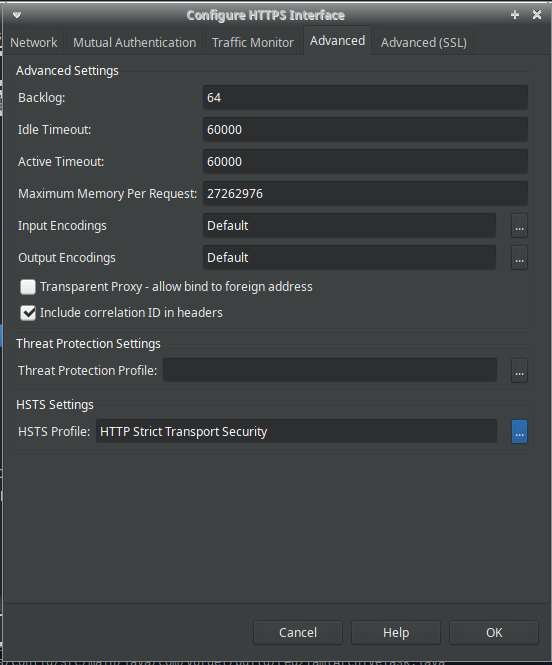 Configure HTTPS Interface
Network Mutual Authentication Traffic Monitor Advanced Advanced (SSL)
Advanced Settings
Backlog: 64
Idle Timeout: 60000
Active Timeout: 60000
Maximum Memory Per Request: 27262976
Input Encodings Default ...
Output Encodings Default ...
Transparent Proxy - allow bind to foreign address
Include correlation ID in headers
Threat Protection Settings
Threat Protection Profile: ...
HSTS Settings
HSTS Profile: HTTP Strict Transport Security ...
Cancel Help OK